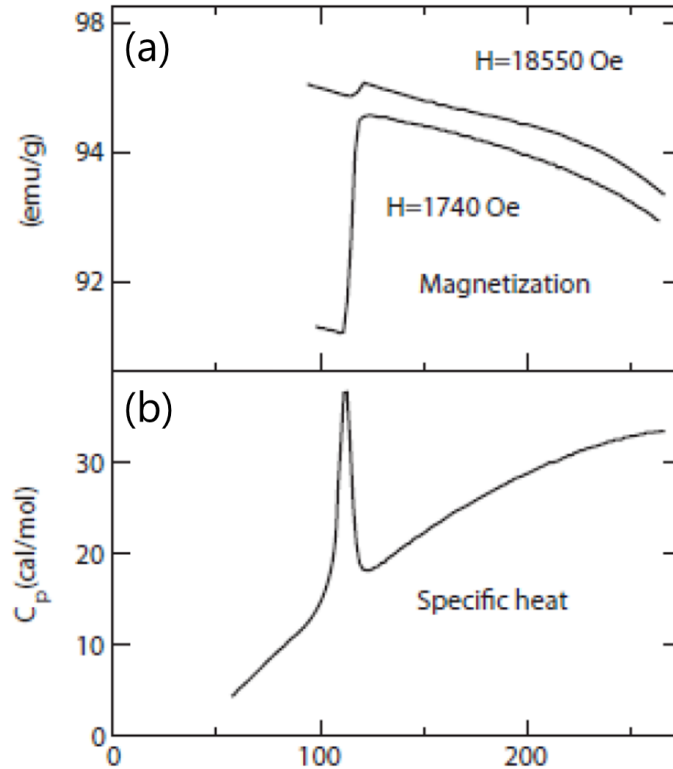 98
(a)
H=18550 Oe
94
(emu/g)
H=1740 Oe
92
Magnetization
(b)
30
C_p(cal/mol)
20
Specific heat
10
0
0 100 200